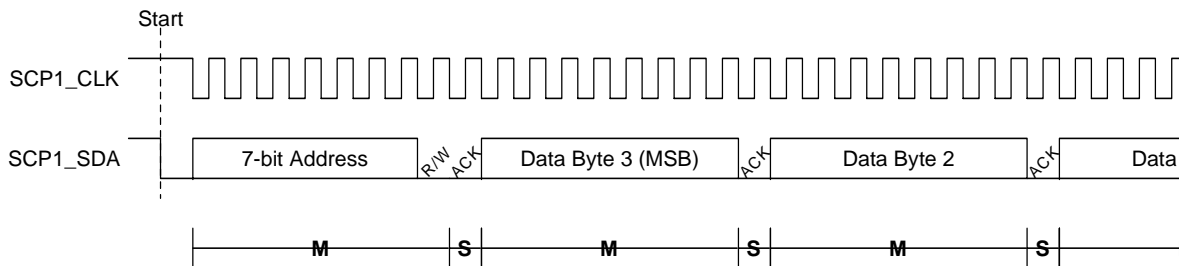 Start
SCP1_CLK
SCP1_SDA 7-bit Address R/W ACK Data Byte 3 (MSB) ACK Data Byte 2 ACK Data
M S M S M S